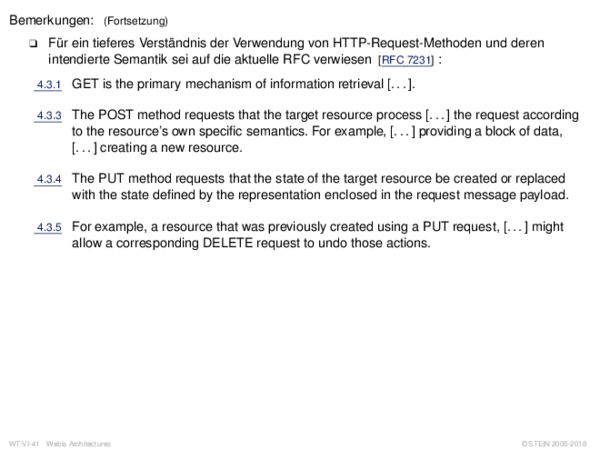 Bemerkungen: (Fortsetzung)
❑ Für ein tieferes Verständnis der Verwendung von HTTP-Request-Methoden und deren
intendierte Semantik sei auf die aktuelle RFC verwiesen [RFC 7231] :
4.3.1 GET is the primary mechanism of information retrieval [...].
4.3.3 The POST method requests that the target resource process [...] the request according
to the resource's own specific semantics. For example, [...] providing a block of data,
[...] creating a new resource.
4.3.4 The PUT method requests that the state of the target resource be created or replaced
with the state defined by the representation enclosed in the request message payload.
4.3.5 For example, a resource that was previously created using a PUT request, [...] might
allow a corresponding DELETE request to undo those actions.
WT:VI-41 Webis Architectures ©STEIN 2005-2018